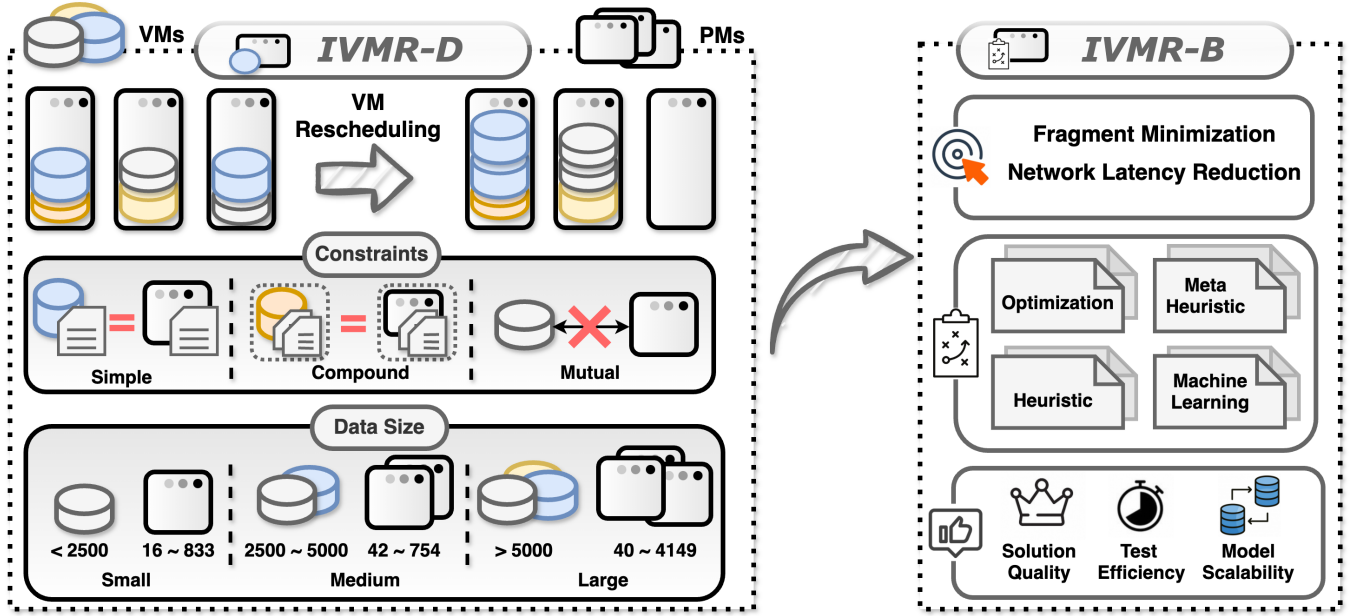 VMs
IVMR-D
PMs
VM
Rescheduling
Constraints
Simple
Compound
Mutual
Data Size
< 2500
16 ~ 833
2500 ~ 5000
42 ~ 754
> 5000
40 ~ 4149
Small
Medium
Large
IVMR-B
Fragment Minimization
Network Latency Reduction
Optimization
Meta
Heuristic
Heuristic
Machine
Learning
Solution
Quality
Test
Efficiency
Model
Scalability